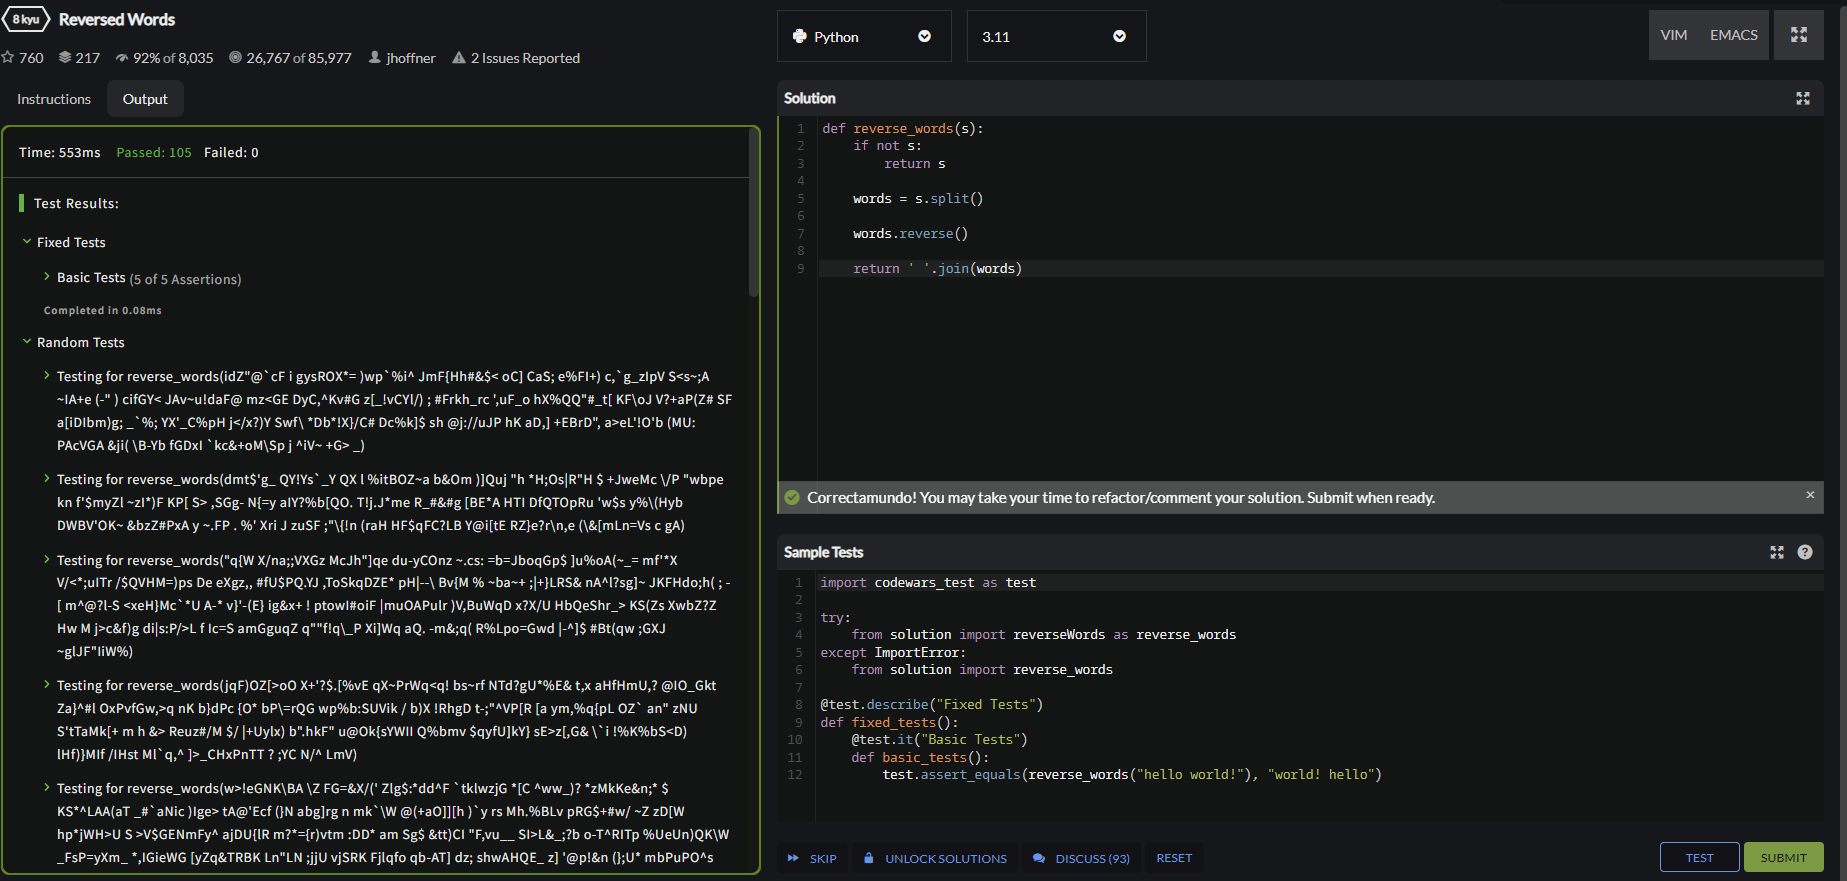 8 kyu Reversed Words
760 217 92% of 8,035 26,767 of 85,977 jhoffner 2 Issues Reported
Instructions Output
Time: 553ms Passed: 105 Failed: 0
Test Results:
Fixed Tests
Basic Tests (5 of 5 Assertions)
Completed in 0.08ms
Random Tests
Testing for reverse_words(idZ"@`cF i gysROX*= )wp`%i^ JmF{Hh#&$< oC] CaS; e%FI+) c,`g_zIpV S<s~;A
~IA+e (-" ) cifGY< JAv~u!daF@ mz<GE DyC,^Kv#G z[_!vCYl/) ; #Frkh_rc ',uF_o hX%QQ"#_t[ KF\oJ V?+aP(Z# SF
a[iDIbm)g; _`%; YX'_C%pH j</x?)Y Swf\ *Db*!X}/C# Dc%k]$ sh @j://uJP hK aD,] +EBrD", a>eL'!O'b (MU:
PAcVGA &ji( \B-Yb fGDxI `kc&+oM\Sp j ^iV~ +G> _)
Testing for reverse_words(dmt$'g_ QY!Ys`_Y QX l %itBOZ~a b&Om )]Quj "h *H;Os|R"H $ +JweMc \/P "wbpe
kn f'$myZl ~zI*)F KP[ S> ,SGg- N{=y aIY?%b[QO. T!j.J*me R_#&#g [BE*A HTI DfQTOpRu 'w$s y%\(Hyb
DWBV'OK~ &bzZ#PxA y ~.FP . %' Xri J zuSF ;"\{!n (raH HF$qFC?LB Y@i[tE RZ}e?r\n,e (\&[mLn=Vs c gA)
Testing for reverse_words("q{W X/na;;VXGz McJh"]qe du-yCOnz ~.cs: =b=JboqGp$ ]u%oA(~_= mf'*X
V/<*;uITr /$QVHM=)ps De eXgz,, #fU$PQ.YJ ,ToSkqDZE* pH|--\ Bv{M % ~ba~+ ;|+}LRS& nA^l?sg]~ JKFHdo;h( ; -
[ m^@?l-S <xeH}Mc`*U A-* v}'-(E} ig&x+ ! ptowI#oiF |muOAPulr )V,BuWqD x?X/U HbQeShr_> KS(Zs XwbZ?Z
Hw M j>c&f)g di|s:P/>L f Ic=S amGguqZ q""f!q\_P Xi]Wq aQ. -m&;q( R%Lpo=Gwd |-^]$ #Bt(qw ;GXJ
~glJF"IiW%)
Testing for reverse_words(jqF)OZ[>oO X+'?$.[%vE qX~PrWq<q! bs~rf NTd?gU*%E& t,x aHfHmU,? @IO_Gkt
Za}^#l OxPvfGw,>q nK b}dPc {O* bP\=rQG wp%b:SUVik / b)X !RhgD t-;"^VP[R [a ym,%q{pL OZ` an" zNU
S'tTaMk[+ m h &> Reuz#/M $/ |+Uylx) b".hkF" u@Ok{sYWII Q%bmv $qyfU]kY} sE>z[,G& \`i !%K%bS<D)
lHf)}MIf /IHst Ml`q,^ ]>_CHxPnTT ? ;YC N/^ LmV)
Testing for reverse_words(w>!eGNK\BA \Z FG=&X/(' Zlg$:*dd^F `tklwzjG *[C ^ww_)? *zMkKe&n;* $
KS*^LAA(aT _#`aNic )Ige> tA@'Ecf (}N abg]rg n mk`\W @(+aO]][h )`y rs Mh.%BLv pRG$+#w/ ~Z zD[W
hp*jWH>U S >V$GENmFy^ ajDU{lR m?*={r)vtm :DD* am Sg$ &tt)CI "F,vu__ SI>L&_;?b o-T^RITp %UeUn)QK\W
_FsP=yXm_ *,IGieWG [yZq&TRBK Ln"LN ;jjU vjSRK Fjlqfo qb-AT] dz; shwAHQE_ z] '@p!&n (};U* mbPuPO^s
Python
3.11
VIM EMACS
Solution
1 def reverse_words(s):
2 if not s:
3 return s
4
5 words = s.split()
6
7 words.reverse()
8
9 return ' '.join(words)
Correctamundo! You may take your time to refactor/comment your solution. Submit when ready. ×
Sample Tests ?
1 import codewars_test as test
2
3 try:
4 from solution import reverseWords as reverse_words
5 except ImportError:
6 from solution import reverse_words
7
8 @test.describe("Fixed Tests")
9 def fixed_tests():
10 @test.it("Basic Tests")
11 def basic_tests():
12 test.assert_equals(reverse_words("hello world!"), "world! hello")
SKIP UNLOCK SOLUTIONS DISCUSS (93) RESET TEST SUBMIT